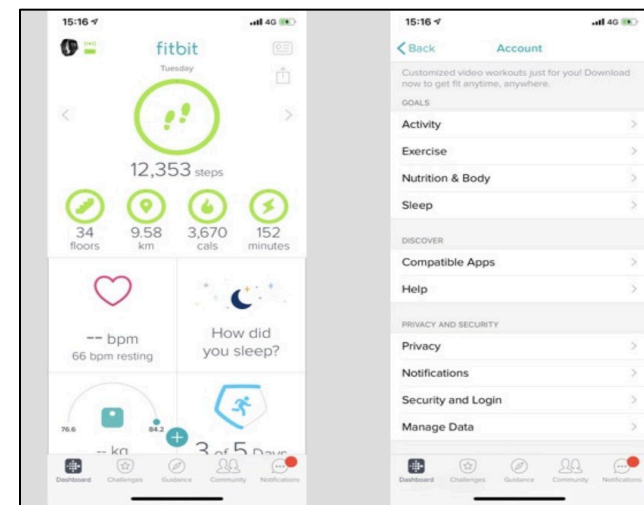 15:16
4G
fitbit
Tuesday
12,353 steps
34
floors
9.58
km
3,670
cals
152
minutes
-- bpm
66 bpm resting
How did
you sleep?
76.6
84.2
-- kg
3 of 5 Days
Dashboard Challenges Guidance Community Notifications
15:16
4G
Back Account
Customized video workouts just for you! Download
now to get fit anytime, anywhere.
GOALS
Activity
Exercise
Nutrition & Body
Sleep
DISCOVER
Compatible Apps
Help
PRIVACY AND SECURITY
Privacy
Notifications
Security and Login
Manage Data
Dashboard Challenges Guidance Community Notifications